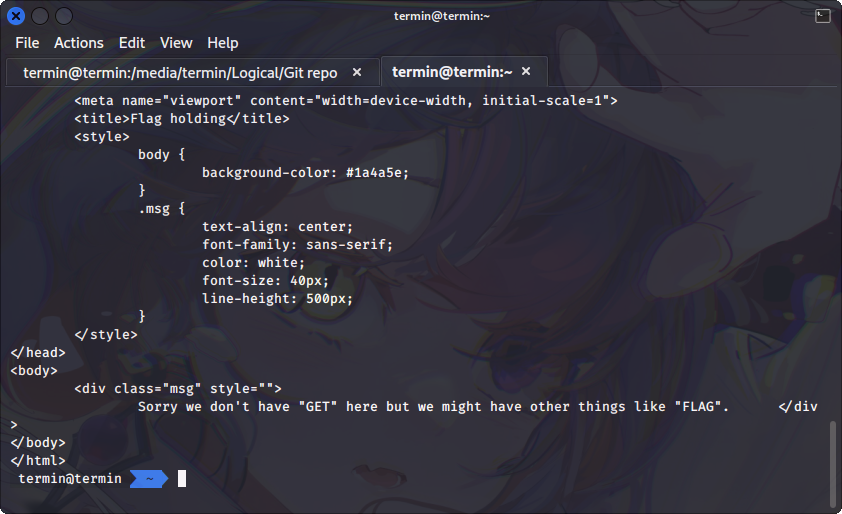 termin@termin:~
File Actions Edit View Help
termin@termin:/media/termin/Logical/Git repo × termin@termin:~ ×
<meta name="viewport" content="width=device-width, initial-scale=1">
<title>Flag holding</title>
<style>
body {
background-color: #1a4a5e;
}
.msg {
text-align: center;
font-family: sans-serif;
color: white;
font-size: 40px;
line-height: 500px;
}
</style>
</head>
<body>
<div class="msg" style="">
Sorry we don't have "GET" here but we might have other things like "FLAG". </div
>
</body>
</html>
termin@termin ~